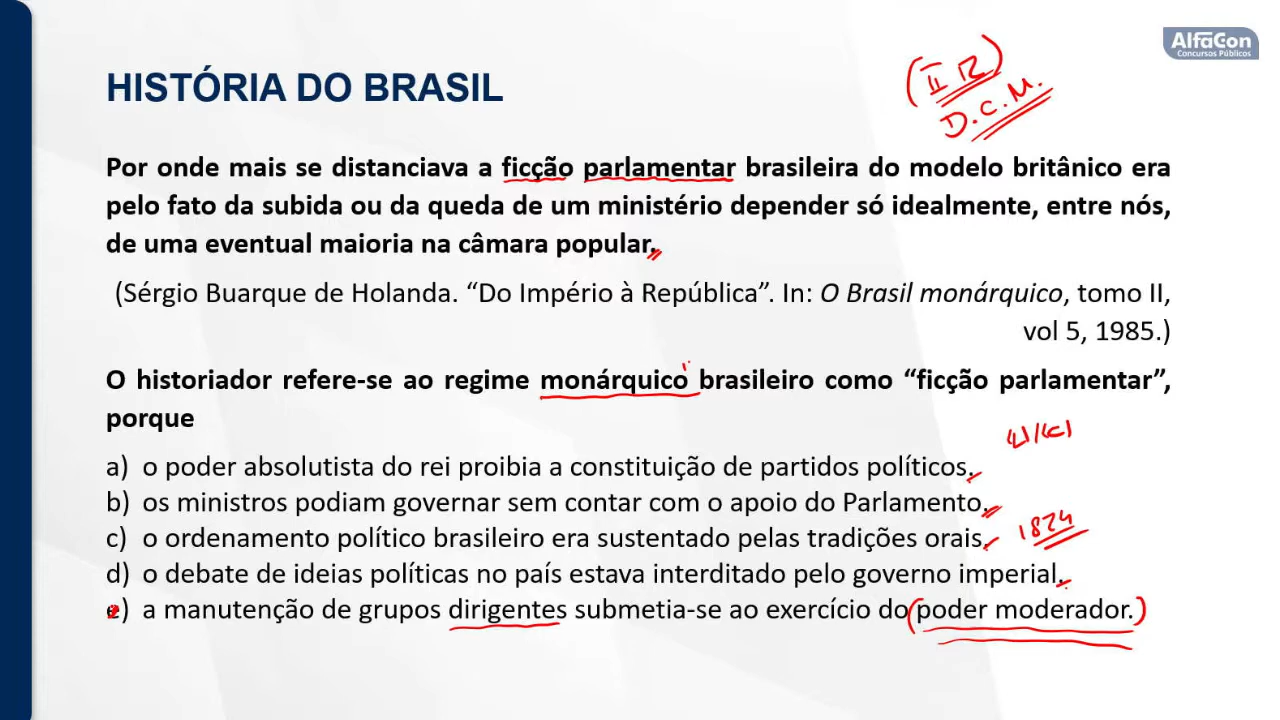 AlfaCon
Concursos Públicos
HISTÓRIA DO BRASIL
(II R)
D.C.M.
Por onde mais se distanciava a ficção parlamentar brasileira do modelo britânico era
pelo fato da subida ou da queda de um ministério depender só idealmente, entre nós,
de uma eventual maioria na câmara popular.
(Sérgio Buarque de Holanda. “Do Império à República”. In: O Brasil monárquico, tomo II,
vol 5, 1985.)
O historiador refere-se ao regime monárquico brasileiro como “ficção parlamentar”,
porque
a) o poder absolutista do rei proibia a constituição de partidos políticos.
b) os ministros podiam governar sem contar com o apoio do Parlamento.
c) o ordenamento político brasileiro era sustentado pelas tradições orais.
1824
d) o debate de ideias políticas no país estava interditado pelo governo imperial.
e) a manutenção de grupos dirigentes submetia-se ao exercício do poder moderador.